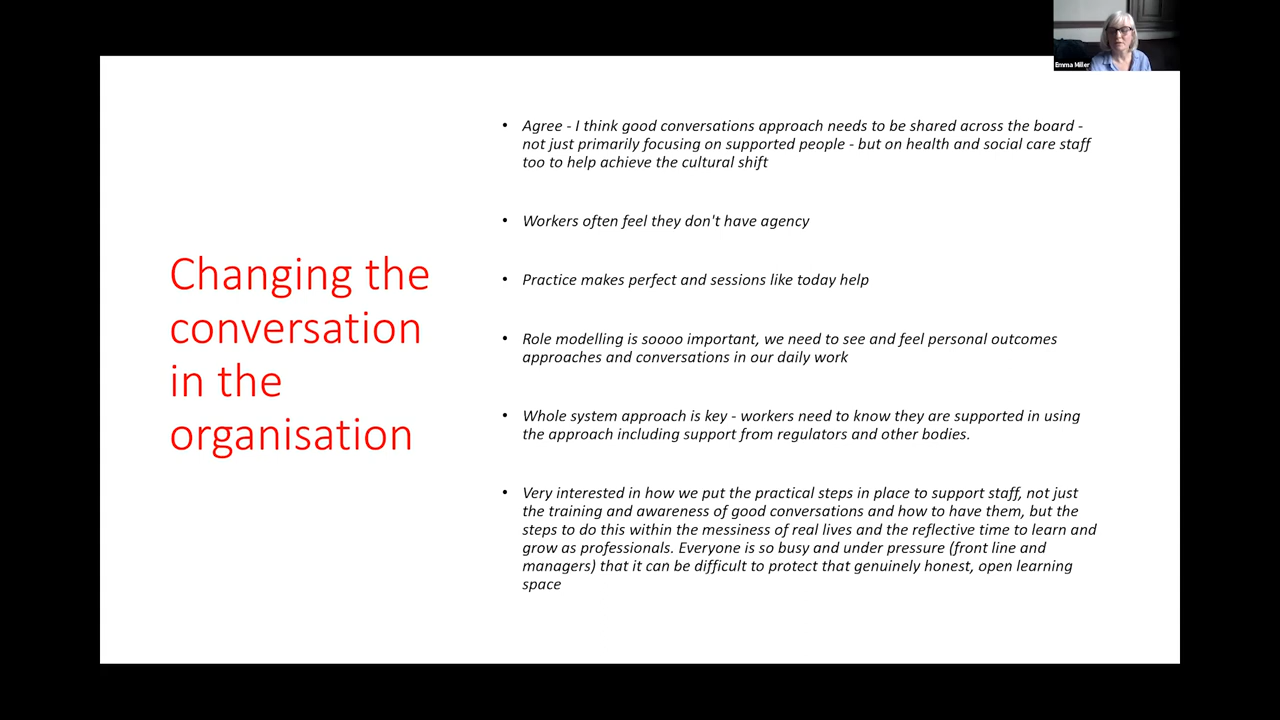 Emma Miller
Changing the
conversation
in the
organisation
• Agree - I think good conversations approach needs to be shared across the board -
not just primarily focusing on supported people - but on health and social care staff
too to help achieve the cultural shift
• Workers often feel they don't have agency
• Practice makes perfect and sessions like today help
• Role modelling is soooo important, we need to see and feel personal outcomes
approaches and conversations in our daily work
• Whole system approach is key - workers need to know they are supported in using
the approach including support from regulators and other bodies.
• Very interested in how we put the practical steps in place to support staff, not just
the training and awareness of good conversations and how to have them, but the
steps to do this within the messiness of real lives and the reflective time to learn and
grow as professionals. Everyone is so busy and under pressure (front line and
managers) that it can be difficult to protect that genuinely honest, open learning
space